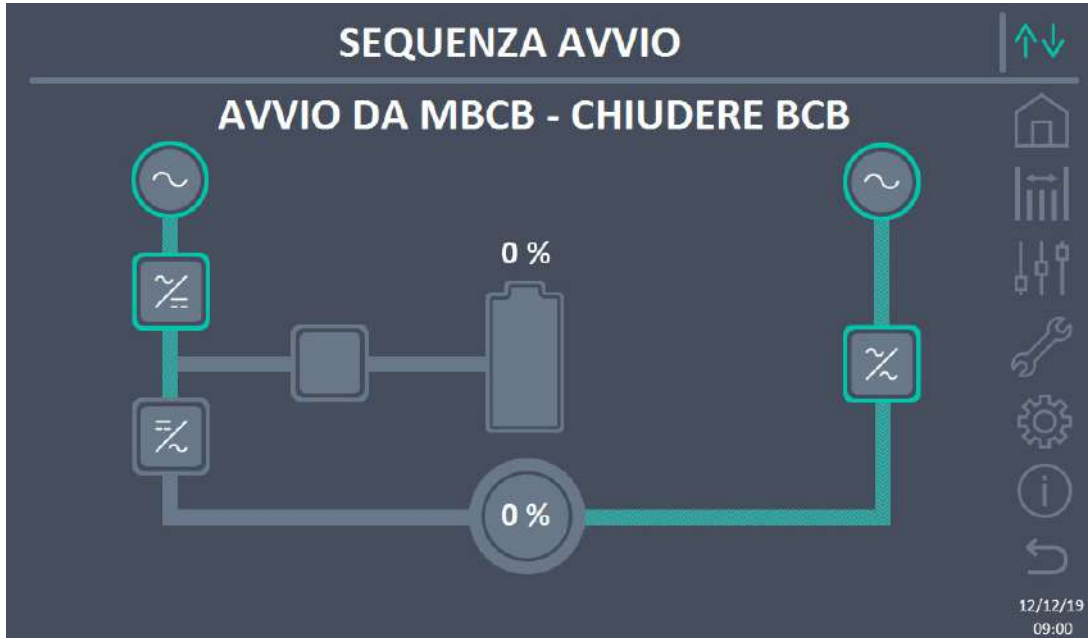 SEQUENZA AVVIO
AVVIO DA MBCB - CHIUDERE BCB
0 %
0 %
12/12/19
09:00